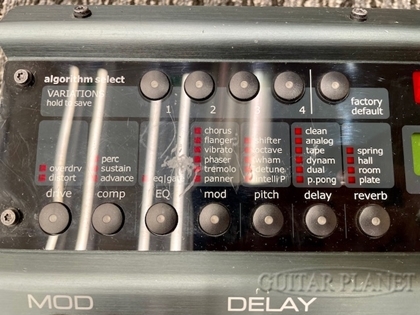 algorithm select
VARIATIONS
hold to save
1
2
4
factory
default
overdrv
distort
perc
sustain
advance
eq|gate
chorus
flanger
vibrato
phaser
trémolo
panner
shifter
octave
wham
detune
intelli P
clean
analog
tape
dynam
dual
p.pong
spring
hall
room
plate
drive
comp
EQ
mod
pitch
delay
reverb
GUITAR PLANET
MOD
DELAY